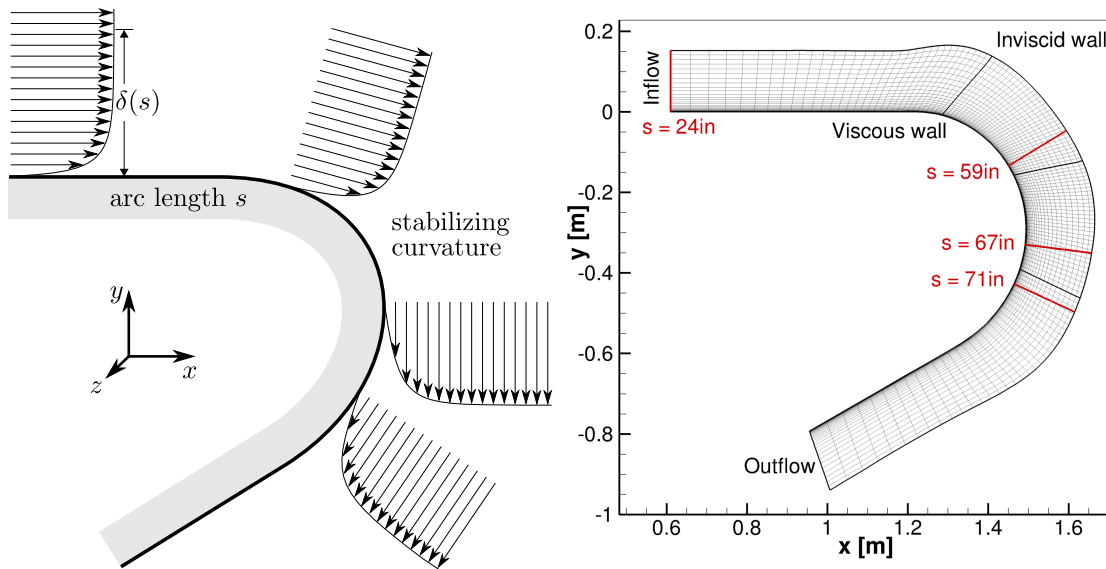 δ(s)
arc length s
stabilizing
curvature
y
x
z
0.2
0
-0.2
-0.4
-0.6
-0.8
-1
y [m]
0.6
0.8
1
1.2
1.4
1.6
x [m]
Inflow
Inviscid wall
s = 24in
Viscous wall
s = 59in
s = 67in
s = 71in
Outflow